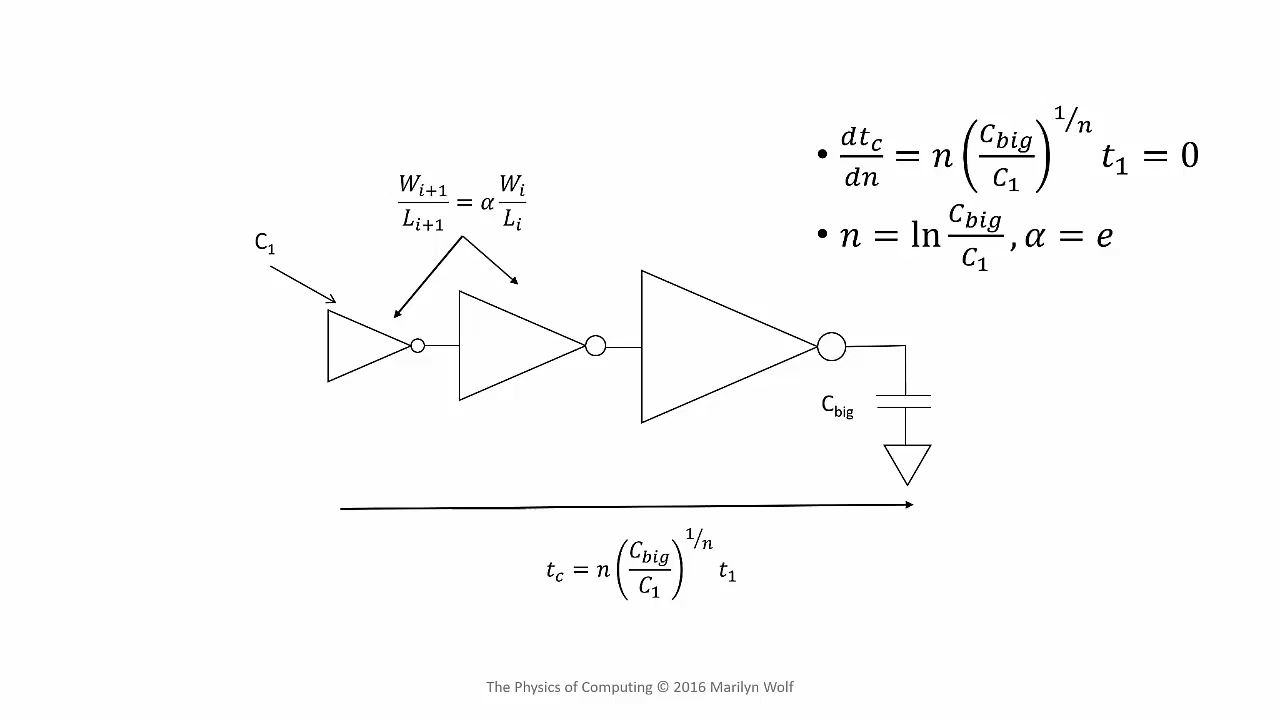 • dt_c/dn = n (C_big/C_1)^{1/n} t_1 = 0
• n = ln C_big/C_1 , α = e
W_{i+1}/L_{i+1} = α W_i/L_i
C_1
C_big
t_c = n (C_big/C_1)^{1/n} t_1
The Physics of Computing © 2016 Marilyn Wolf